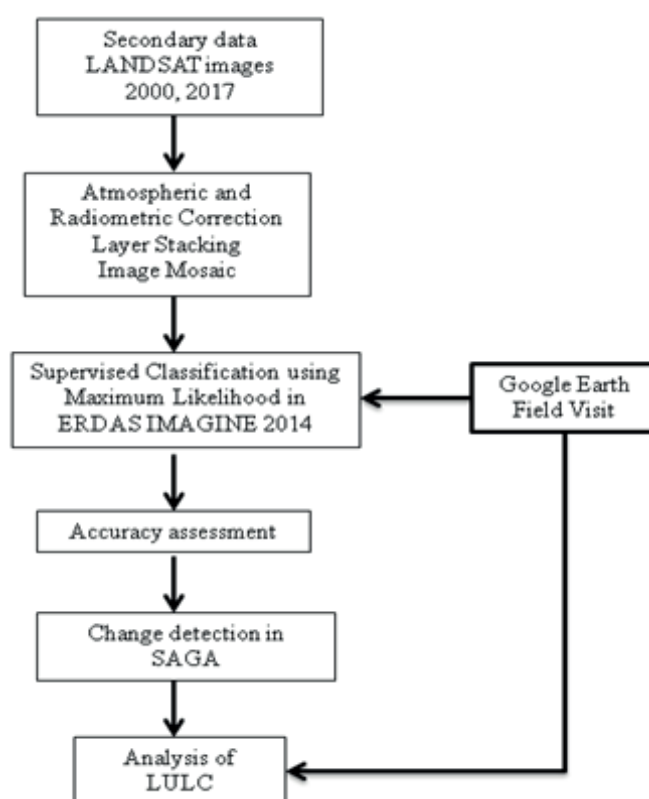 Secondary data
LANDSAT images
2000, 2017
Atmospheric and
Radiometric Correction
Layer Stacking
Image Mosaic
Supervised Classification using
Maximum Likelihood in
ERDAS IMAGINE 2014
Google Earth
Field Visit
Accuracy assessment
Change detection in
SAGA
Analysis of
LULC